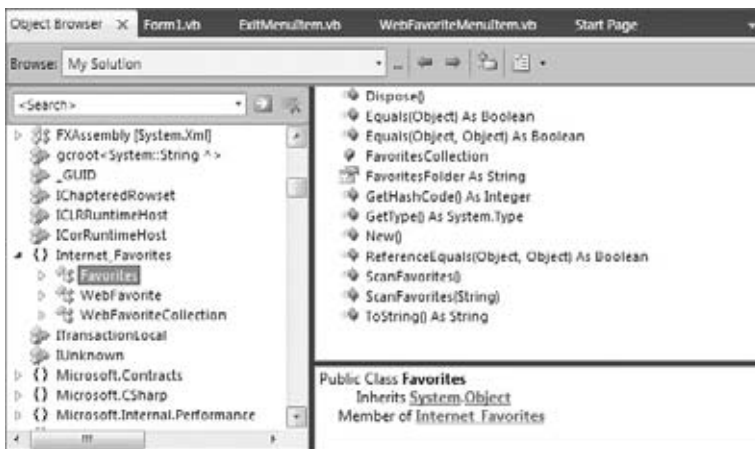 Object Browser X Form1.vb ExitMenuItem.vb WebFavoriteMenuItem.vb Start Page
Browse: My Solution ...
<Search>
FXAssembly [System.Xml]
gcroot<System::String ^>
_GUID
IChapteredRowset
ICLRRuntimeHost
ICorRuntimeHost
{} Internet_Favorites
Favorites
WebFavorite
WebFavoriteCollection
ITransactionLocal
IUnknown
{} Microsoft.Contracts
{} Microsoft.CSharp
{} Microsoft.Internal.Performance
Dispose()
Equals(Object) As Boolean
Equals(Object, Object) As Boolean
FavoritesCollection
FavoritesFolder As String
GetHashCode() As Integer
GetType() As System.Type
New()
ReferenceEquals(Object, Object) As Boolean
ScanFavorites()
ScanFavorites(String)
ToString() As String
Public Class Favorites
Inherits System.Object
Member of Internet_Favorites